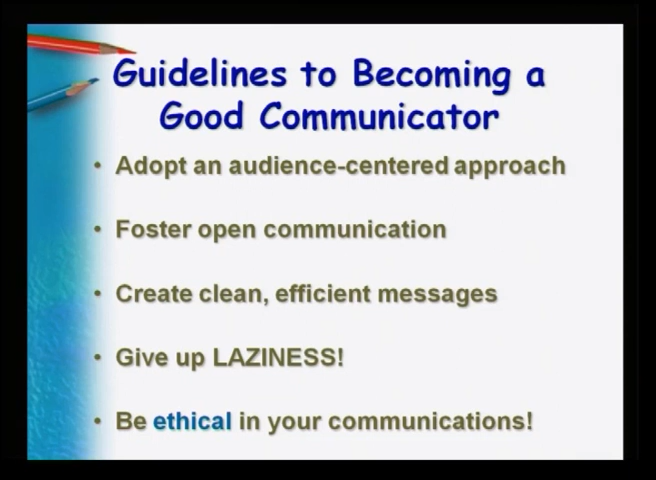 Guidelines to Becoming a
Good Communicator
• Adopt an audience-centered approach
• Foster open communication
• Create clean, efficient messages
• Give up LAZINESS!
• Be ethical in your communications!